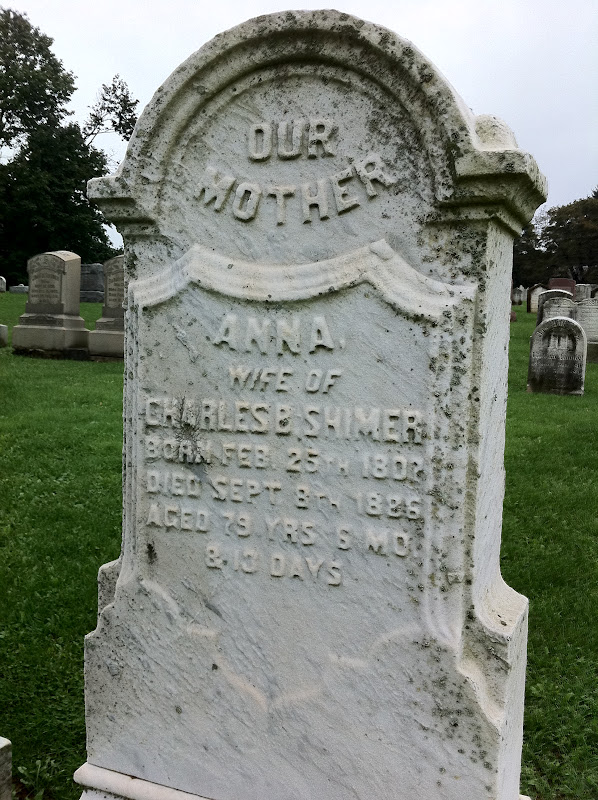 OUR
MOTHER
ANNA.
WIFE OF
CHARLES B. SHIMER
BORN FEB. 25TH 1807
DIED SEPT 8TH 1886
AGED 79 YRS 6 MO.
& 13 DAYS